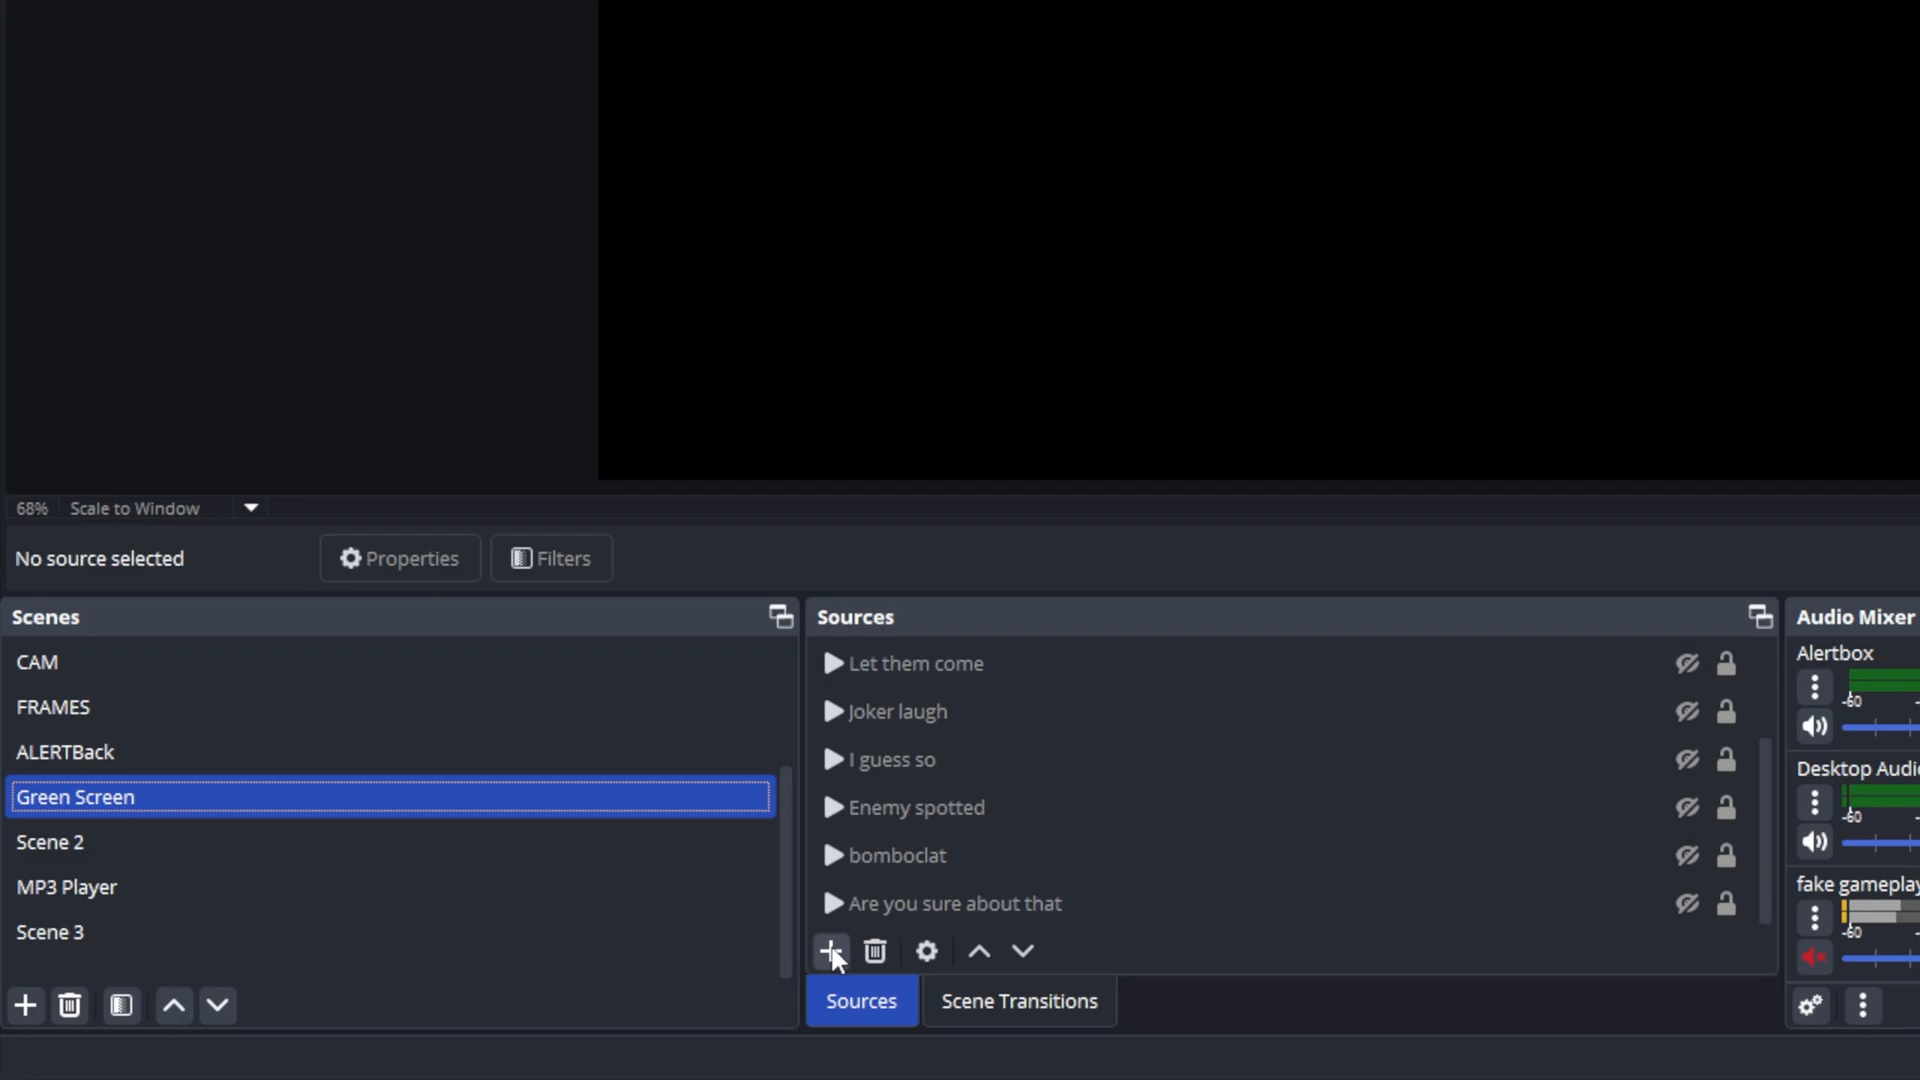 68% Scale to Window
No source selected Properties Filters
Scenes
CAM
FRAMES
ALERTBack
Green Screen
Scene 2
MP3 Player
Scene 3
Sources
Let them come
Joker laugh
I guess so
Enemy spotted
bomboclat
Are you sure about that
Sources Scene Transitions
Audio Mixer
Alertbox
-60
Desktop Audio
-60
fake gameplay
-60